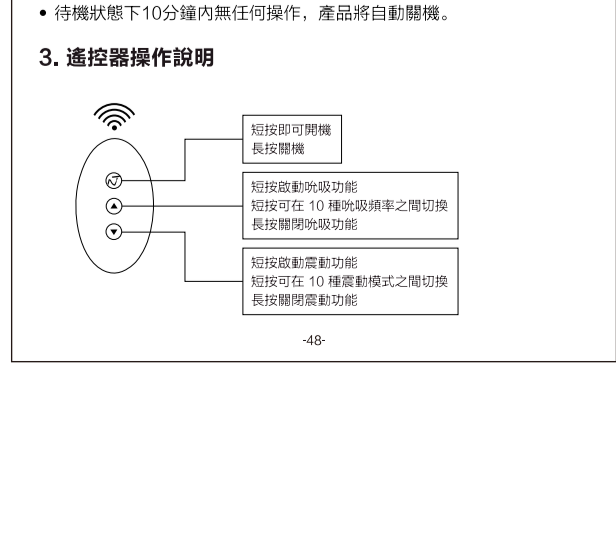 • 待機狀態下10分鐘內無任何操作，產品將自動關機。
3. 遙控器操作說明
短按即可開機
長按關機
短按啟動吮吸功能
短按可在 10 種吮吸頻率之間切換
長按關閉吮吸功能
短按啟動震動功能
短按可在 10 種震動模式之間切換
長按關閉震動功能
-48-